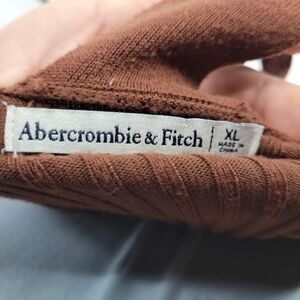 Abercrombie & Fitch
XL
MADE IN
CHINA